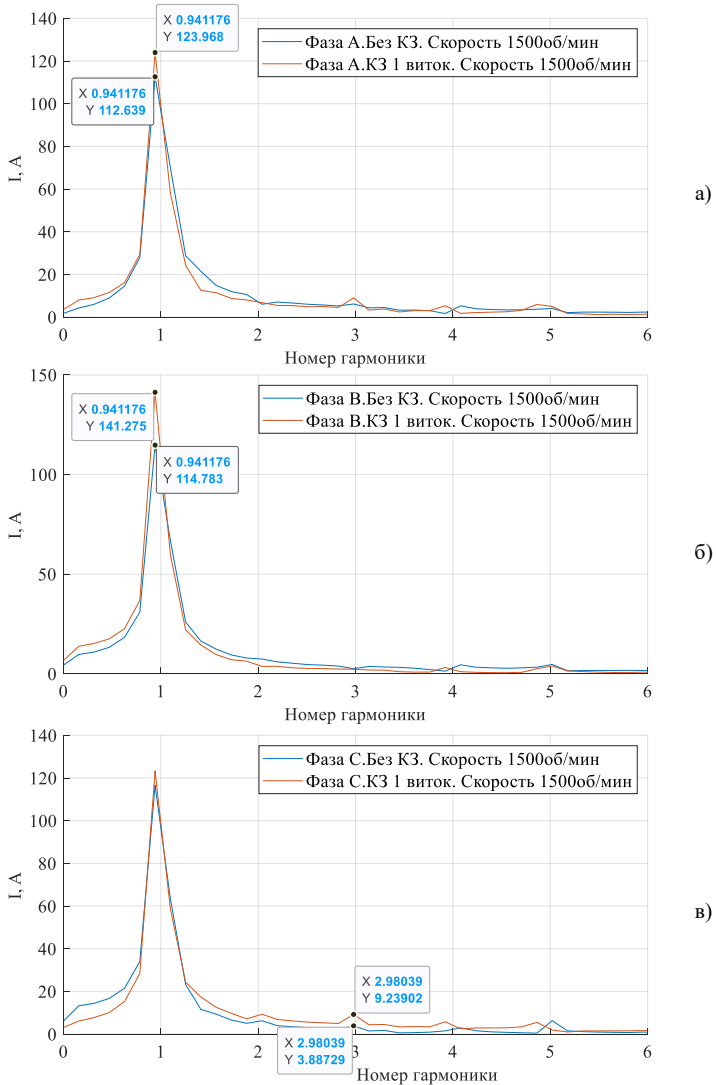 X 0.941176
Y 123.968
140
Фаза А.Без КЗ. Скорость 1500об/мин
Фаза А.КЗ 1 виток. Скорость 1500об/мин
120
X 0.941176
Y 112.639
100
80
I, A
60
40
20
0
0 1 2 3 4 5 6
Номер гармоники
а)
150
Фаза В.Без КЗ. Скорость 1500об/мин
Фаза В.КЗ 1 виток. Скорость 1500об/мин
X 0.941176
Y 141.275
X 0.941176
Y 114.783
100
I, A
50
0
0 1 2 3 4 5 6
Номер гармоники
б)
140
Фаза С.Без КЗ. Скорость 1500об/мин
Фаза С.КЗ 1 виток. Скорость 1500об/мин
120
100
80
I, A
60
40
X 2.98039
Y 9.23902
20
0
X 2.98039
Y 3.88729
0 1 2 3 4 5 6
Номер гармоники
в)